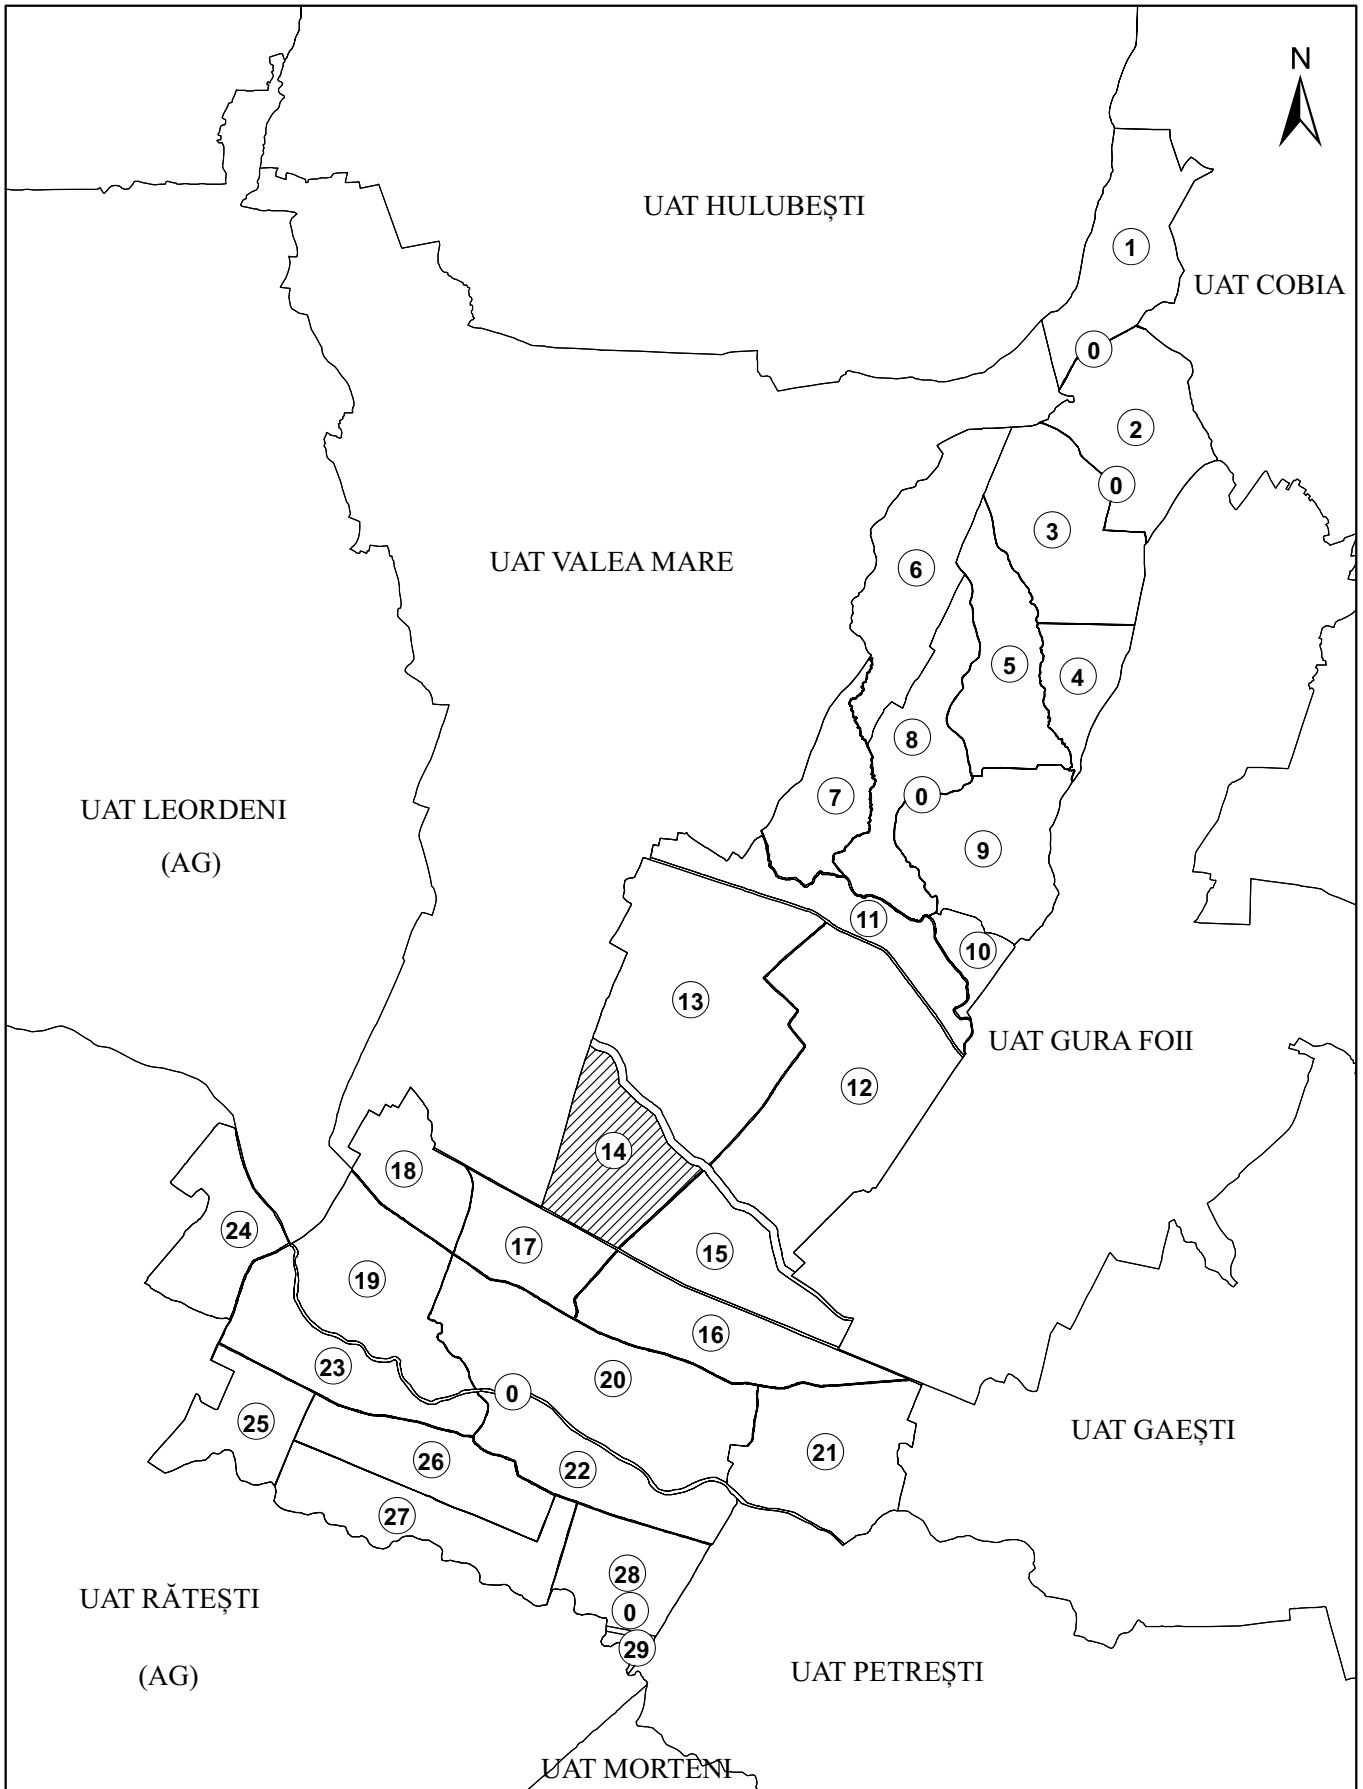 N
UAT HULUBEȘTI
1
UAT COBIA
0
2
0
3
UAT VALEA MARE
6
5
4
8
7
0
UAT LEORDENI
(AG)
9
11
10
13
UAT GURA FOII
12
14
18
24
17
15
19
16
23
20
0
25
UAT GAEȘTI
26
21
22
27
28
UAT RĂTEȘTI
0
29
(AG)
UAT PETREȘTI
UAT MORTENI